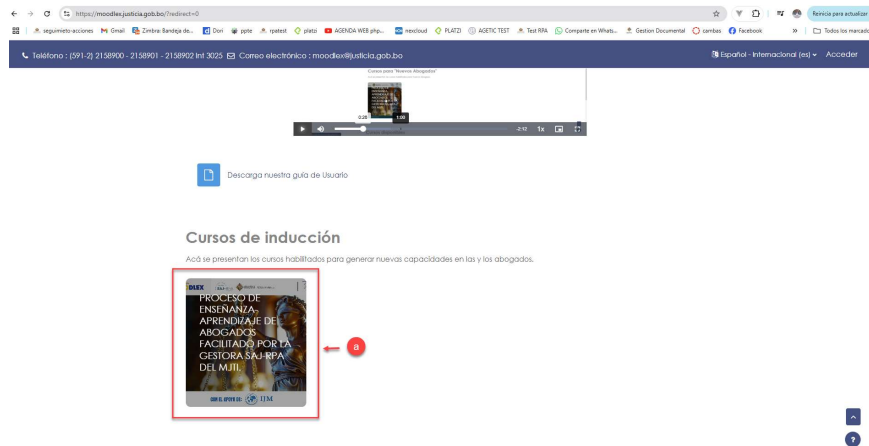 https://moodlex.justicia.gob.bo/?redirect=0
Reinicia para actualizar
seguimieto-acciones Gmail Zimbra: Bandeja de... Dori ppte rpatest platzi AGENDA WEB php... nexcloud PLATZI AGETIC TEST Test RPA Comparte en Whats... Gestion Documental cambas Facebook » Todos los marcado
Teléfono : (591-2) 2158900 - 2158901 - 2158902 Int 3025 Correo electrónico : moodlex@justicia.gob.bo Español - Internacional (es) Acceder
Cursos para "Nuevos Abogados"
0:20 1:00
-2:12 1x
Descarga nuestra guía de Usuario
Cursos de inducción
Acá se presentan los cursos habilitados para generar nuevas capacidades en las y los abogados.
DLEX
PROCESO DE
ENSEÑANZA-
APRENDIZAJE DE
ABOGADOS
FACILITADO POR LA
GESTORA SAJ-RPA
DEL MJTI.
a
CON EL APOYO DE: IJM
?